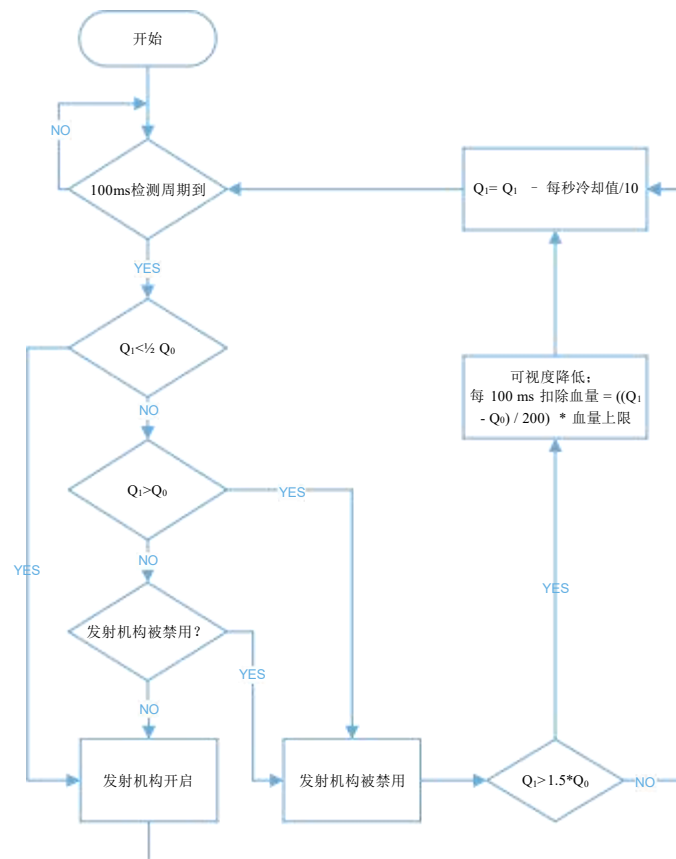 开始
NO
100ms检测周期到
Q₁= Q₁ – 每秒冷却值/10
YES
Q₁<½ Q₀
可视度降低：
每 100 ms 扣除血量 = ((Q₁
- Q₀) / 200) * 血量上限
NO
Q₁>Q₀
YES
NO
YES
YES
发射机构被禁用？
YES
NO
发射机构开启
发射机构被禁用
Q₁>1.5*Q₀
NO